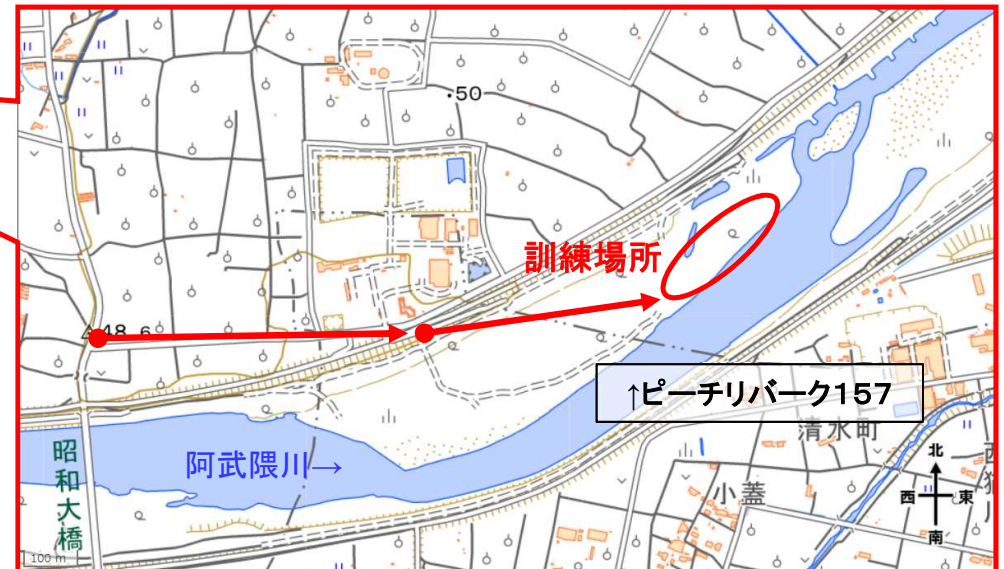 ・50
訓練場所
48.6
↑ピーチリバーク157
清水町
昭和大橋
阿武隈川→
小蓋
北
西 東
南
100 m